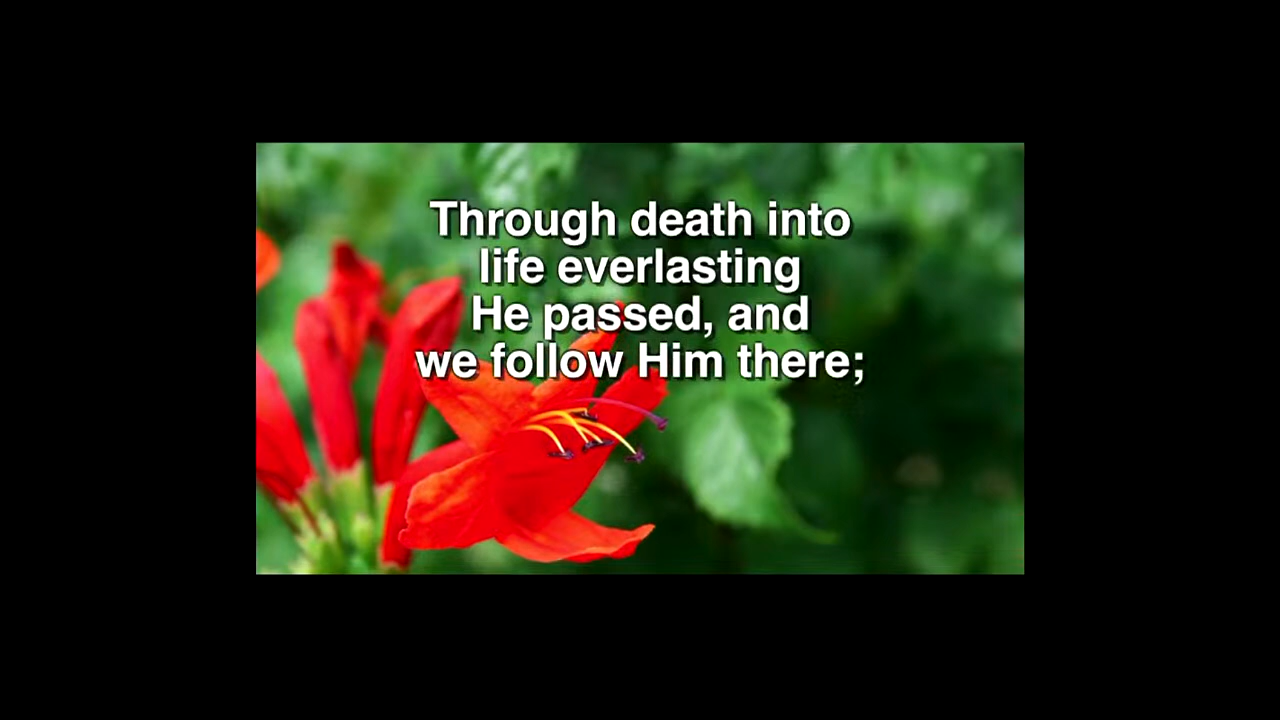 Through death into
life everlasting
He passed, and
we follow Him there;